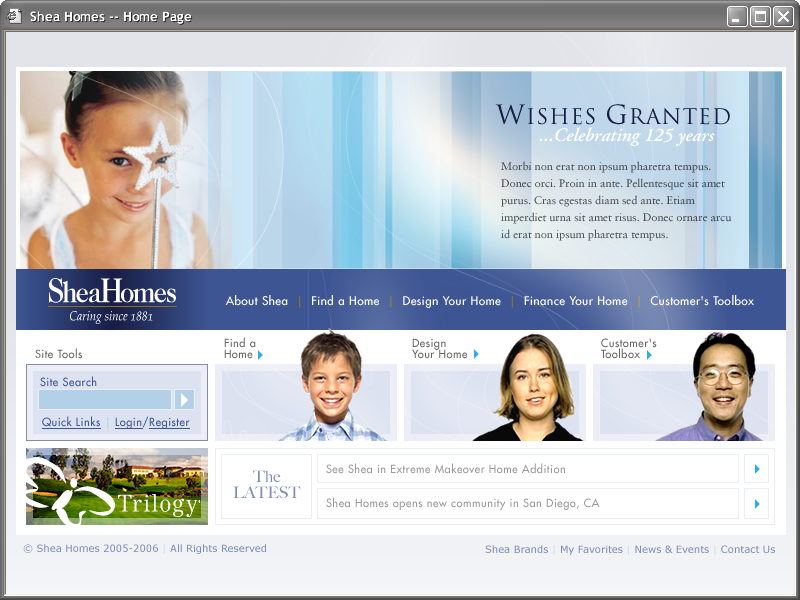 Shea Homes -- Home Page
WISHES GRANTED
...Celebrating 125 years
Morbi non erat non ipsum pharetra tempus.
Donec orci. Proin in ante. Pellentesque sit amet
purus. Cras egestas diam sed ante. Etiam
imperdiet urna sit amet risus. Donec ornare arcu
id erat non ipsum pharetra tempus.
SheaHomes
Caring since 1881
About Shea | Find a Home | Design Your Home | Finance Your Home | Customer's Toolbox
Site Tools
Site Search
Quick Links | Login/Register
Find a
Home
Design
Your Home
Customer's
Toolbox
Trilogy
The
LATEST
See Shea in Extreme Makeover Home Addition
Shea Homes opens new community in San Diego, CA
© Shea Homes 2005-2006 | All Rights Reserved
Shea Brands | My Favorites | News & Events | Contact Us